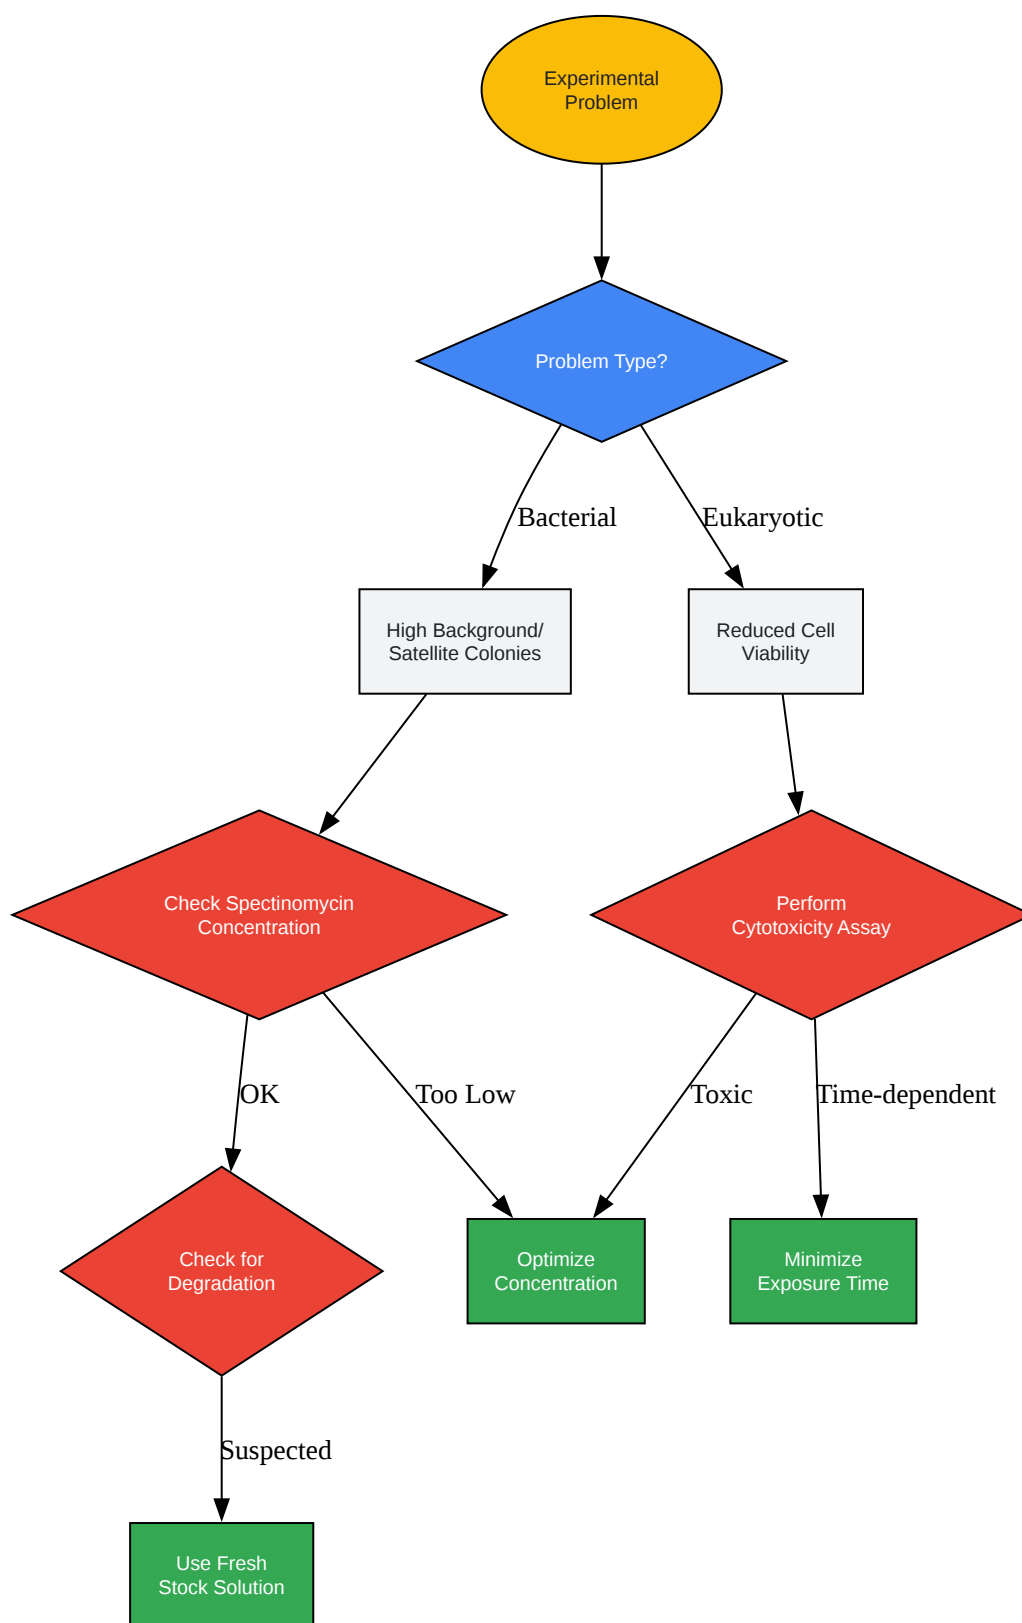 Experimental
Problem
Problem Type?
Bacterial
Eukaryotic
High Background/
Satellite Colonies
Reduced Cell
Viability
Check Spectinomycin
Concentration
Perform
Cytotoxicity Assay
OK
Too Low
Toxic
Time-dependent
Check for
Degradation
Optimize
Concentration
Minimize
Exposure Time
Suspected
Use Fresh
Stock Solution